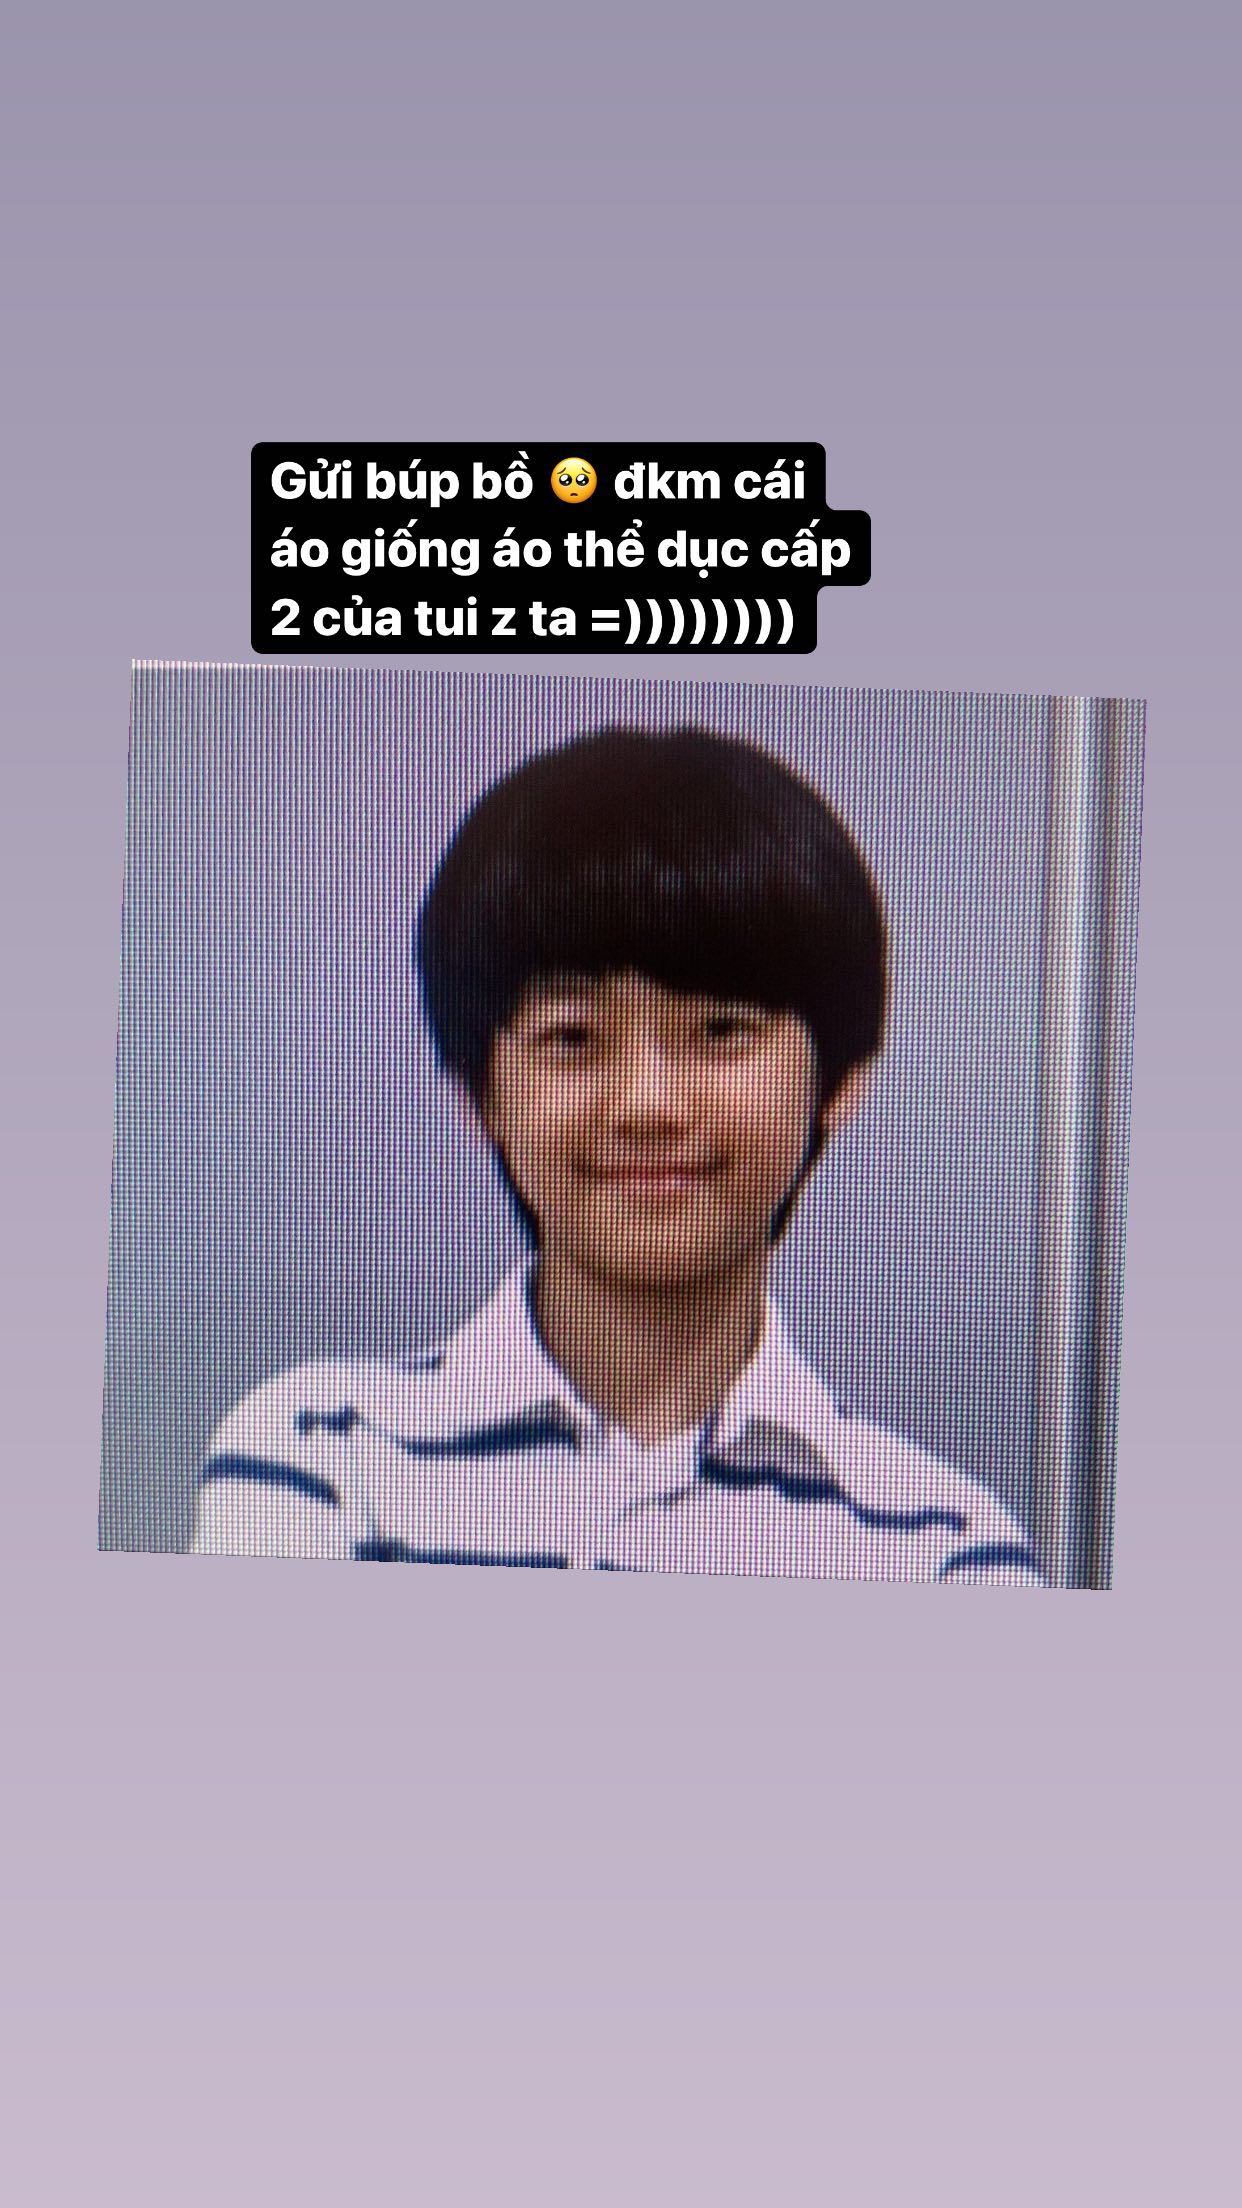 Gửi búp bồ 🥺 đkm cái
áo giống áo thể dục cấp
2 của tui z ta =))))))))